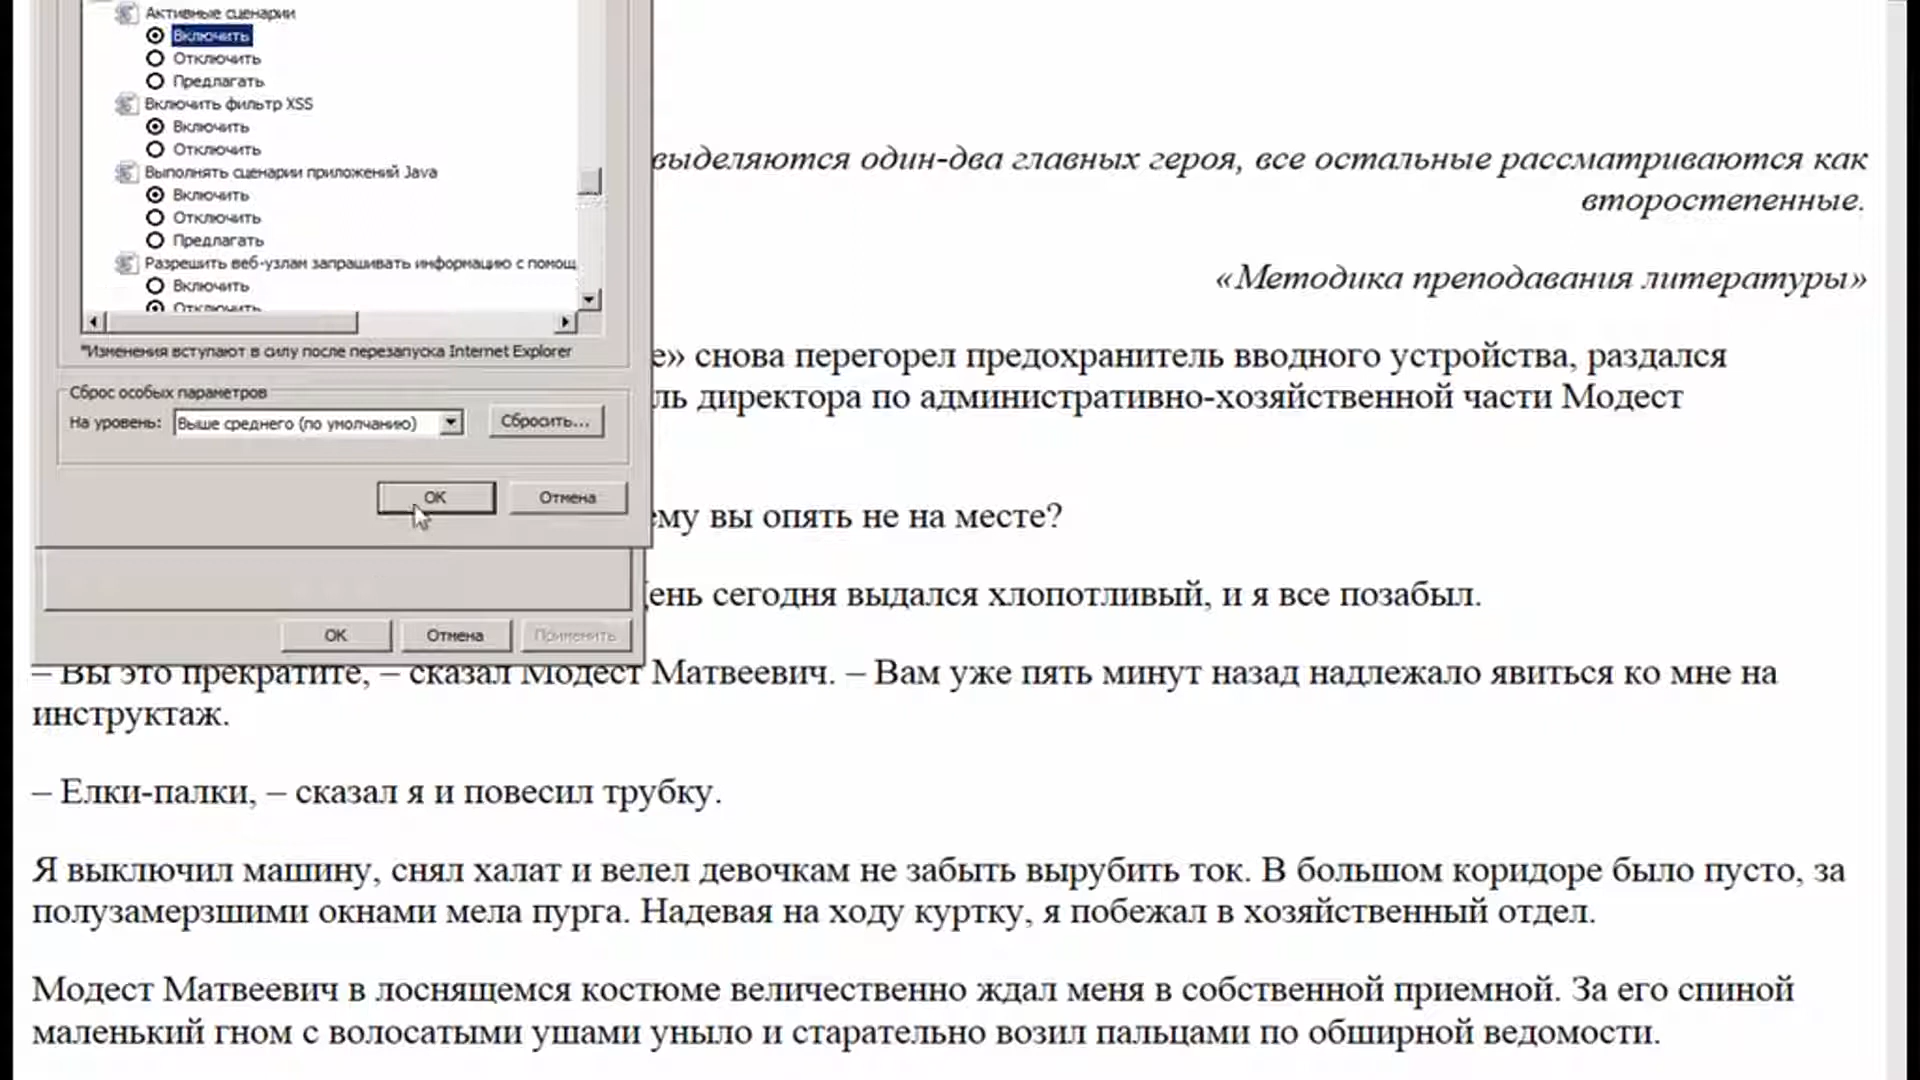 Активные сценарии
Включить
Отключить
Предлагать
Включить фильтр XSS
Включить
Отключить
Выполнять сценарии приложений Java
Включить
Отключить
Предлагать
Разрешить веб-узлам запрашивать информацию с помощ
Включить
Отключить
*Изменения вступают в силу после перезапуска Internet Explorer
Сброс особых параметров
На уровень: Выше среднего (по умолчанию) Сбросить...
ОК Отмена
ОК Отмена Применить
выделяются один-два главных героя, все остальные рассматриваются как
второстепенные.
«Методика преподавания литературы»
е» снова перегорел предохранитель вводного устройства, раздался
ль директора по административно-хозяйственной части Модест
ему вы опять не на месте?
ень сегодня выдался хлопотливый, и я все позабыл.
– Вы это прекратите, – сказал Модест Матвеевич. – Вам уже пять минут назад надлежало явиться ко мне на
инструктаж.
– Елки-палки, – сказал я и повесил трубку.
Я выключил машину, снял халат и велел девочкам не забыть вырубить ток. В большом коридоре было пусто, за
полузамерзшими окнами мела пурга. Надевая на ходу куртку, я побежал в хозяйственный отдел.
Модест Матвеевич в лоснящемся костюме величественно ждал меня в собственной приемной. За его спиной
маленький гном с волосатыми ушами уныло и старательно возил пальцами по обширной ведомости.